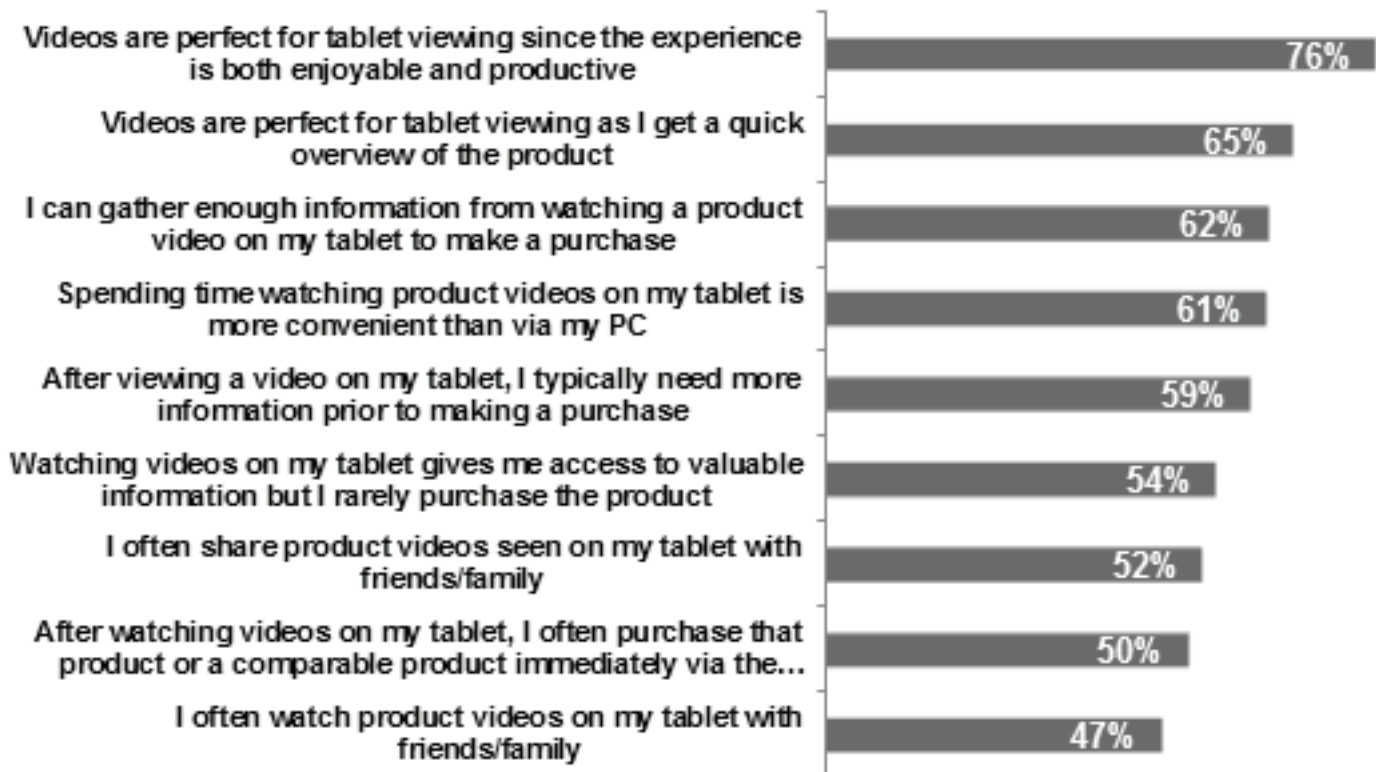 Videos are perfect for tablet viewing since the experience
is both enjoyable and productive
76%
Videos are perfect for tablet viewing as I get a quick
overview of the product
65%
I can gather enough information from watching a product
video on my tablet to make a purchase
62%
Spending time watching product videos on my tablet is
more convenient than via my PC
61%
After viewing a video on my tablet, I typically need more
information prior to making a purchase
59%
Watching videos on my tablet gives me access to valuable
information but I rarely purchase the product
54%
I often share product videos seen on my tablet with
friends/family
52%
After watching videos on my tablet, I often purchase that
product or a comparable product immediately via the...
50%
I often watch product videos on my tablet with
friends/family
47%